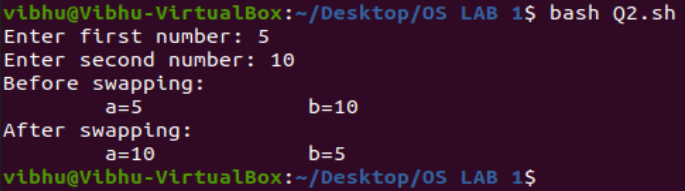 vibhu@Vibhu-VirtualBox:~/Desktop/OS LAB 1$ bash Q2.sh
Enter first number: 5
Enter second number: 10
Before swapping:
        a=5                b=10
After swapping:
        a=10               b=5
vibhu@Vibhu-VirtualBox:~/Desktop/OS LAB 1$